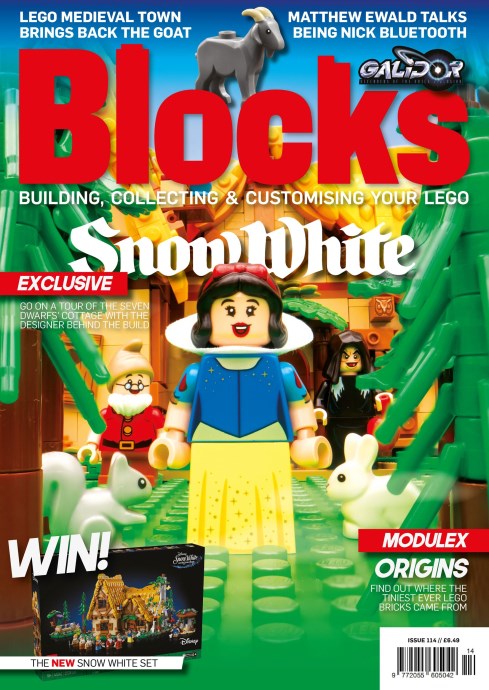 LEGO MEDIEVAL TOWN
BRINGS BACK THE GOAT
MATTHEW EWALD TALKS
BEING NICK BLUETOOTH
GALIDOR
Blocks
BUILDING, COLLECTING & CUSTOMISING YOUR LEGO
Snow White
EXCLUSIVE
GO ON A TOUR OF THE SEVEN
DWARFS' COTTAGE WITH THE
DESIGNER BEHIND THE BUILD
WIN!
Snow White
Disney
THE NEW SNOW WHITE SET
MODULEX
ORIGINS
FIND OUT WHERE THE
TINIEST EVER LEGO
BRICKS CAME FROM
ISSUE 114 // £6.49
14
9 772055 605042